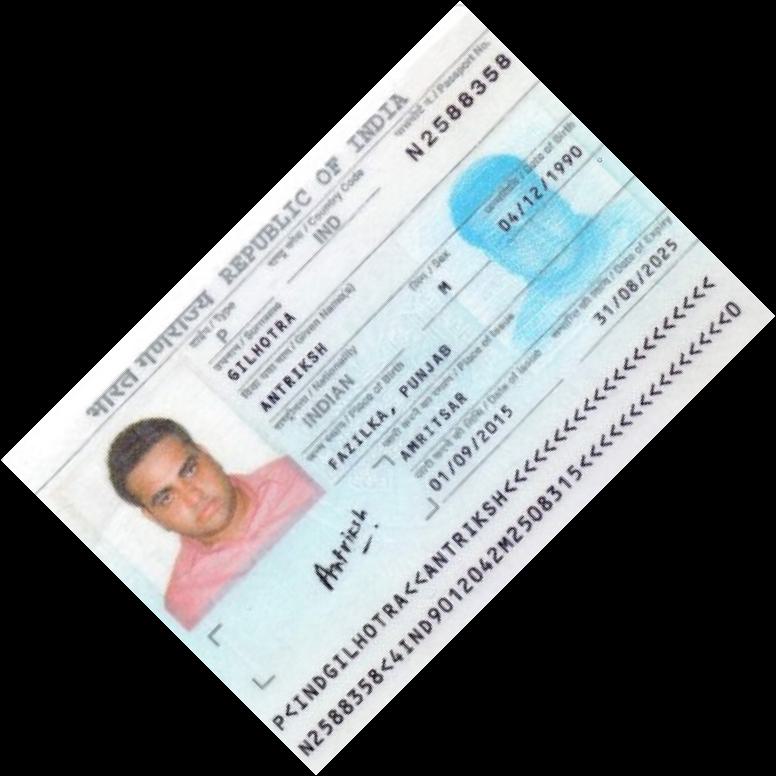 भारत गणराज्य REPUBLIC OF INDIA
टाईप / Type
P
राष्ट्र कोड / Country Code
IND
पासपोर्ट नं. / Passport No.
N2588358
उपनाम / Surname
GILHOTRA
दिया गया नाम / Given Name(s)
ANTRIKSH
राष्ट्रीयता / Nationality
INDIAN
लिंग / Sex
M
जन्मतिथि / Date of Birth
04/12/1990
जन्म स्थान / Place of Birth
FAZILKA, PUNJAB
जारी करने का स्थान / Place of Issue
AMRITSAR
जारी करने की तिथि / Date of Issue
01/09/2015
समाप्ति की तिथि / Date of Expiry
31/08/2025
Antriksh
P<INDGILHOTRA<<ANTRIKSH<<<<<<<<<<<<<<<<<<<<<
N2588358<4IND9012042M2508315<<<<<<<<<<<<<<<0